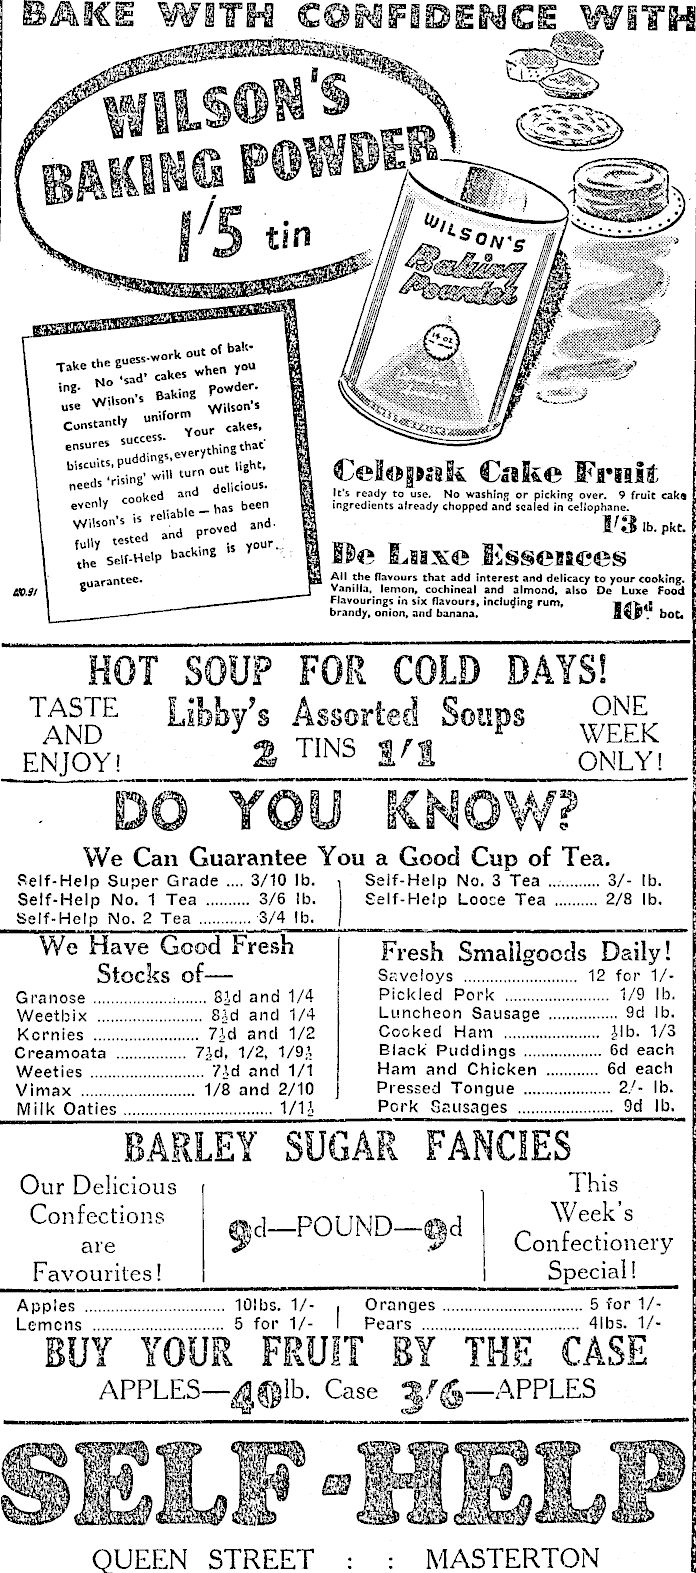 BAKE WITH CONFIDENCE WITH
WILSON'S
BAKING POWDER
1/5 tin
WILSON'S
Baking
Powder
14 OZ
Take the guess-work out of bak-
ing. No 'sad' cakes when you
use Wilson's Baking Powder.
Constantly uniform Wilson's
ensures success. Your cakes,
biscuits, puddings, everything that
needs 'rising' will turn out light,
evenly cooked and delicious.
Wilson's is reliable — has been
fully tested and proved and
the Self-Help backing is your
guarantee.
Celopak Cake Fruit
It's ready to use. No washing or picking over. 9 fruit cake
ingredients already chopped and sealed in cellophane.
1/3 lb. pkt.
De Luxe Essences
All the flavours that add interest and delicacy to your cooking.
Vanilla, lemon, cochineal and almond, also De Luxe Food
Flavourings in six flavours, including rum,
brandy, onion, and banana.
10d. bot.
HOT SOUP FOR COLD DAYS!
TASTE
AND
ENJOY!
Libby's Assorted Soups
2 TINS 1/1
ONE
WEEK
ONLY!
DO YOU KNOW?
We Can Guarantee You a Good Cup of Tea.
Self-Help Super Grade .... 3/10 lb.
Self-Help No. 1 Tea .......... 3/6 lb.
Self-Help No. 2 Tea ........... 3/4 lb.
Self-Help No. 3 Tea ........... 3/- lb.
Self-Help Loose Tea .......... 2/8 lb.
We Have Good Fresh
Stocks of—
Granose ........................ 8½d and 1/4
Weetbix ........................ 8½d and 1/4
Kornies ........................ 7½d and 1/2
Creamoata ............... 7½d, 1/2, 1/9½
Weeties ........................ 7½d and 1/1
Vimax ........................ 1/8 and 2/10
Milk Oaties ................................ 1/1½
Fresh Smallgoods Daily!
Saveloys .......................... 12 for 1/-
Pickled Pork ....................... 1/9 lb.
Luncheon Sausage ............... 9d lb.
Cooked Ham .................. ½lb. 1/3
Black Puddings ................. 6d each
Ham and Chicken ............ 6d each
Pressed Tongue ................... 2/- lb.
Pork Sausages ..................... 9d lb.
BARLEY SUGAR FANCIES
Our Delicious
Confections
are
Favourites!
9d—POUND—9d
This
Week's
Confectionery
Special!
Apples .............................. 10lbs. 1/-
Lemons .............................. 5 for 1/-
Oranges .............................. 5 for 1/-
Pears .................................. 4lbs. 1/-
BUY YOUR FRUIT BY THE CASE
APPLES—40lb. Case 3/6—APPLES
SELF-HELP
QUEEN STREET : : MASTERTON